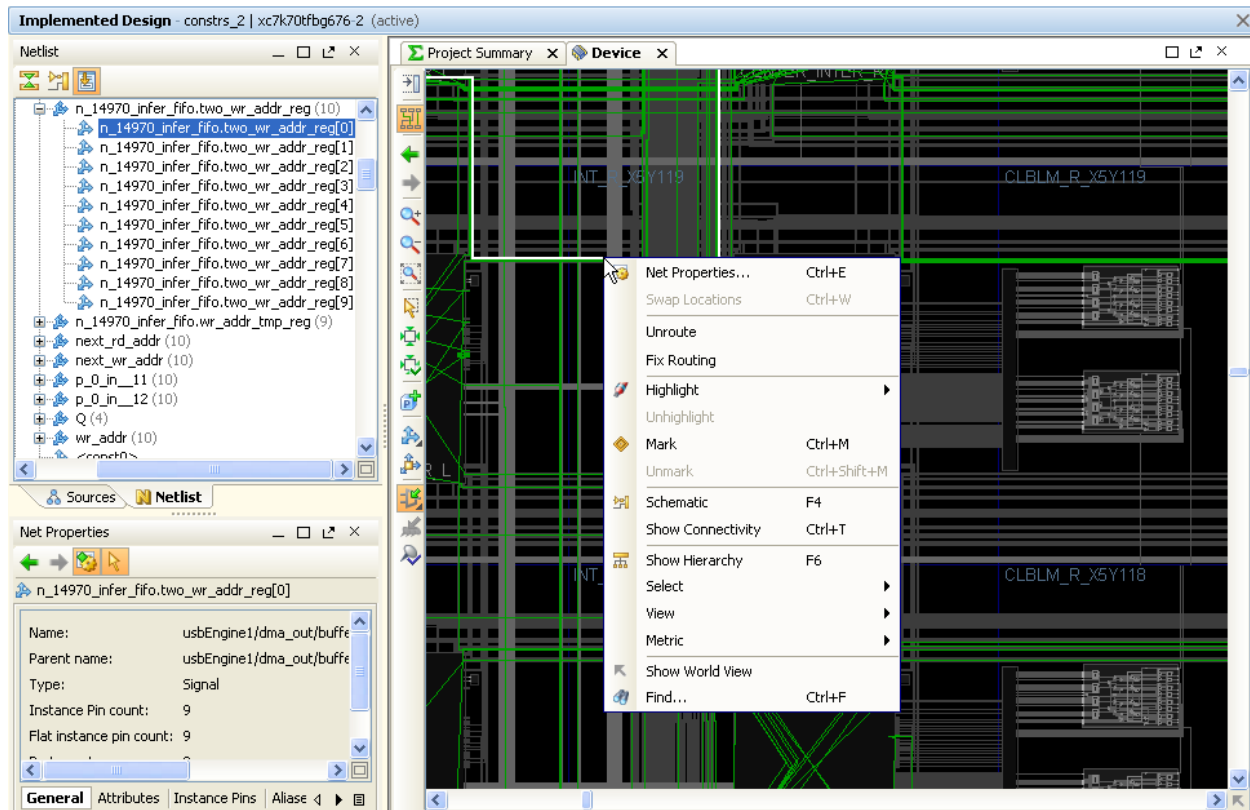 Implemented Design - constrs_2 | xc7k70tfbg676-2 (active)
Netlist
n_14970_infer_fifo.two_wr_addr_reg (10)
n_14970_infer_fifo.two_wr_addr_reg[0]
n_14970_infer_fifo.two_wr_addr_reg[1]
n_14970_infer_fifo.two_wr_addr_reg[2]
n_14970_infer_fifo.two_wr_addr_reg[3]
n_14970_infer_fifo.two_wr_addr_reg[4]
n_14970_infer_fifo.two_wr_addr_reg[5]
n_14970_infer_fifo.two_wr_addr_reg[6]
n_14970_infer_fifo.two_wr_addr_reg[7]
n_14970_infer_fifo.two_wr_addr_reg[8]
n_14970_infer_fifo.two_wr_addr_reg[9]
n_14970_infer_fifo.wr_addr_tmp_reg (9)
next_rd_addr (10)
next_wr_addr (10)
p_0_in__11 (10)
p_0_in__12 (10)
Q (4)
wr_addr (10)
<const0>
Sources
Netlist
Net Properties
n_14970_infer_fifo.two_wr_addr_reg[0]
Name: usbEngine1/dma_out/buffe
Parent name: usbEngine1/dma_out/buffe
Type: Signal
Instance Pin count: 9
Flat instance pin count: 9
General Attributes Instance Pins Aliase
Project Summary
Device
INT_R_X5Y119
CLBLM_R_X5Y119
Net Properties... Ctrl+E
Swap Locations Ctrl+W
Unroute
Fix Routing
Highlight
Unhighlight
Mark Ctrl+M
Unmark Ctrl+Shift+M
Schematic F4
Show Connectivity Ctrl+T
Show Hierarchy F6
Select
View
Metric
Show World View
Find... Ctrl+F
R_L
INT_
CLBLM_R_X5Y118